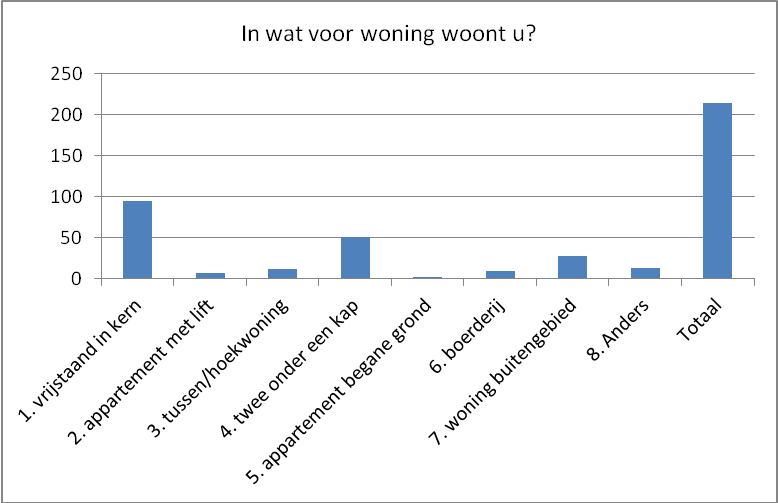 In wat voor woning woont u?
250
200
150
100
50
0
1. vrijstaand in kern
2. appartement met lift
3. tussen/hoekwoning
4. twee onder een kap
5. appartement begane grond
6. boerderij
7. woning buitengebied
8. Anders
Totaal